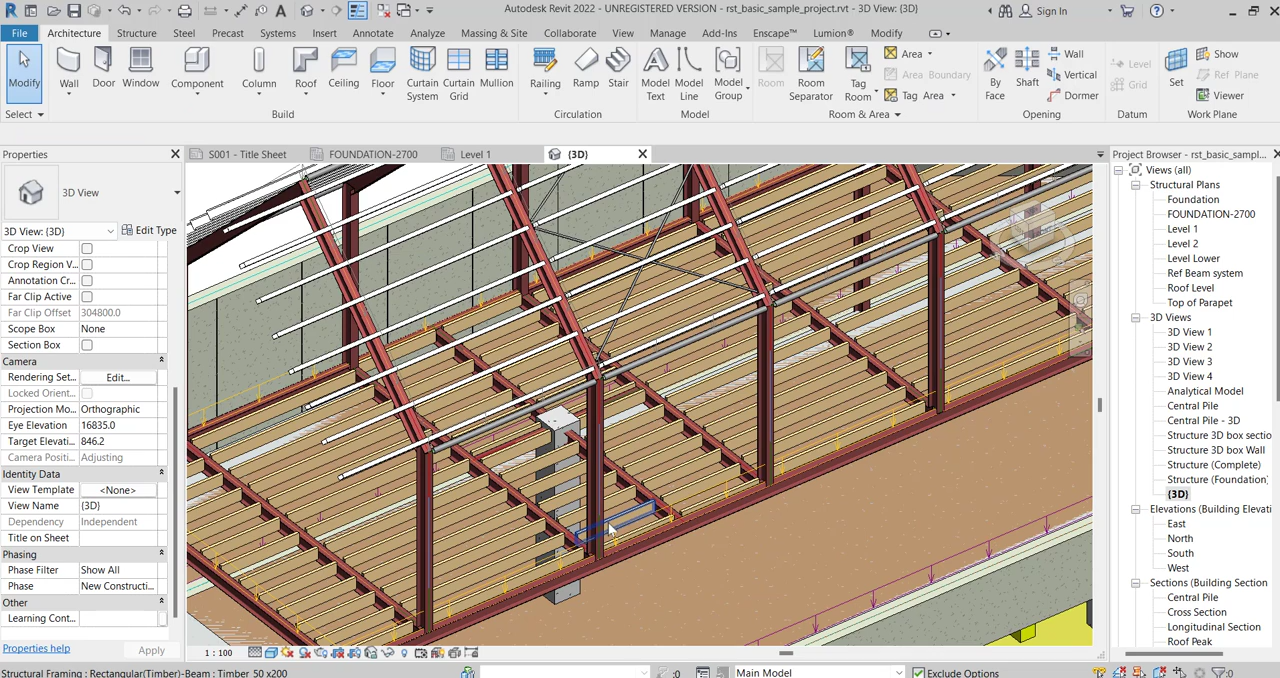 Autodesk Revit 2022 - UNREGISTERED VERSION - rst_basic_sample_project.rvt - 3D View: {3D}
Sign In
File Architecture Structure Steel Precast Systems Insert Annotate Analyze Massing & Site Collaborate View Manage Add-Ins Enscape™ Lumion® Modify
Modify
Wall
Door
Window
Component
Column
Roof
Ceiling
Floor
Curtain System
Curtain Grid
Mullion
Railing
Ramp
Stair
Model Text
Model Line
Model Group
Room
Room Separator
Tag Room
Area
Area Boundary
Tag Area
By Face
Shaft
Wall
Vertical
Dormer
Level
Grid
Set
Show
Ref Plane
Viewer
Select Build Circulation Model Room & Area Opening Datum Work Plane
Properties
S001 - Title Sheet
FOUNDATION-2700
Level 1
{3D}
Project Browser - rst_basic_sampl...
3D View
3D View: {3D}
Edit Type
Crop View
Crop Region V...
Annotation Cr...
Far Clip Active
Far Clip Offset 304800.0
Scope Box None
Section Box
Camera
Rendering Set... Edit...
Locked Orient...
Projection Mo... Orthographic
Eye Elevation 16835.0
Target Elevati... 846.2
Camera Positi... Adjusting
Identity Data
View Template <None>
View Name {3D}
Dependency Independent
Title on Sheet
Phasing
Phase Filter Show All
Phase New Constructi...
Other
Learning Cont...
Properties help
Apply
Views (all)
Structural Plans
Foundation
FOUNDATION-2700
Level 1
Level 2
Level Lower
Ref Beam system
Roof Level
Top of Parapet
3D Views
3D View 1
3D View 2
3D View 3
3D View 4
Analytical Model
Central Pile
Central Pile - 3D
Structure 3D box sectio
Structure 3D box Wall
Structure (Complete)
Structure (Foundation)
{3D}
Elevations (Building Elevati
East
North
South
West
Sections (Building Section
Central Pile
Cross Section
Longitudinal Section
Roof Peak
1 : 100
Structural Framing : Rectangular(Timber)-Beam : Timber 50 x200
:0
Main Model
Exclude Options
:0